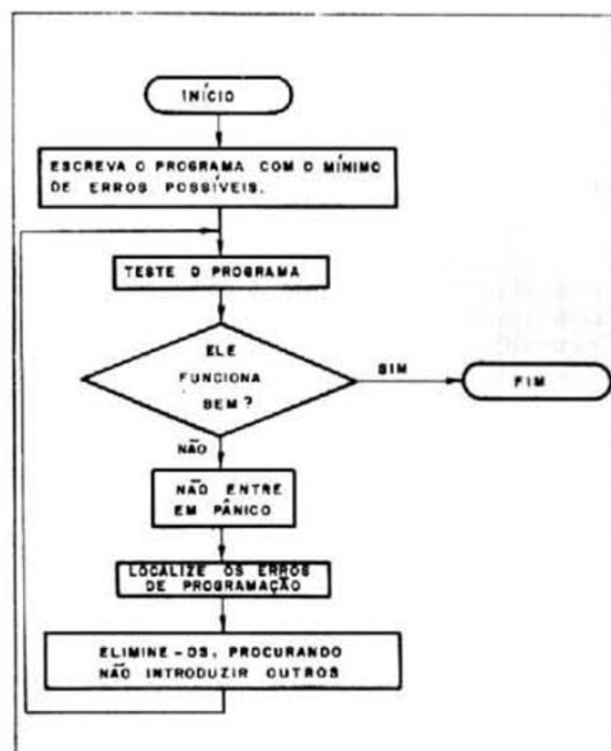 INÍCIO
ESCREVA O PROGRAMA COM O MÍNIMO
DE ERROS POSSÍVEIS.
TESTE O PROGRAMA
ELE
FUNCIONA
BEM?
SIM
FIM
NÃO
NÃO ENTRE
EM PÂNICO
LOCALIZE OS ERROS
DE PROGRAMAÇÃO
ELIMINE-OS, PROCURANDO
NÃO INTRODUZIR OUTROS